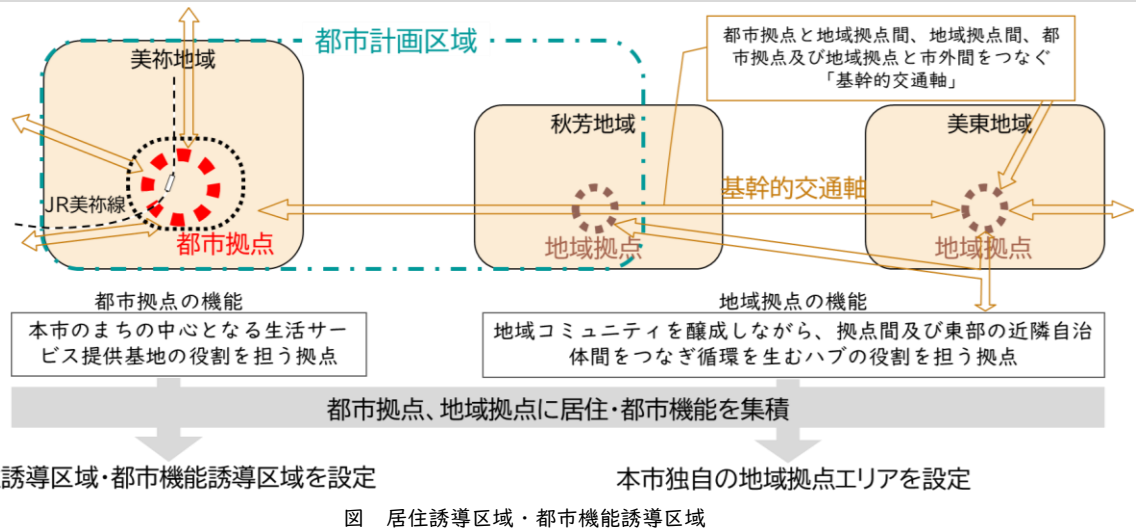 都市計画区域
都市拠点と地域拠点間、地域拠点間、都
市拠点及び地域拠点と市外間をつなぐ
「基幹的交通軸」
美祢地域
秋芳地域
美東地域
JR美祢線
基幹的交通軸
都市拠点
地域拠点
地域拠点
都市拠点の機能
本市のまちの中心となる生活サー
ビス提供基地の役割を担う拠点
地域拠点の機能
地域コミュニティを醸成しながら、拠点間及び東部の近隣自治
体間をつなぎ循環を生むハブの役割を担う拠点
都市拠点、地域拠点に居住・都市機能を集積
誘導区域・都市機能誘導区域を設定
本市独自の地域拠点エリアを設定
図 居住誘導区域・都市機能誘導区域